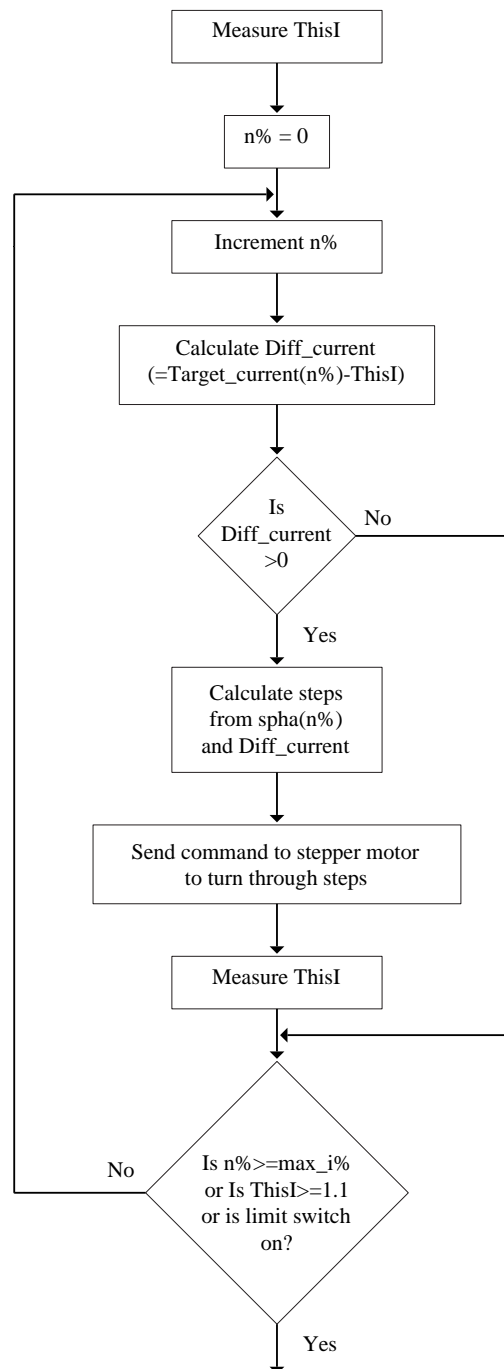 Measure ThisI
n% = 0
Increment n%
Calculate Diff_current
(=Target_current(n%)-ThisI)
Is
Diff_current
>0
No
Yes
Calculate steps
from spha(n%)
and Diff_current
Send command to stepper motor
to turn through steps
Measure ThisI
No
Is n%>=max_i%
or Is ThisI>=1.1
or is limit switch
on?
Yes